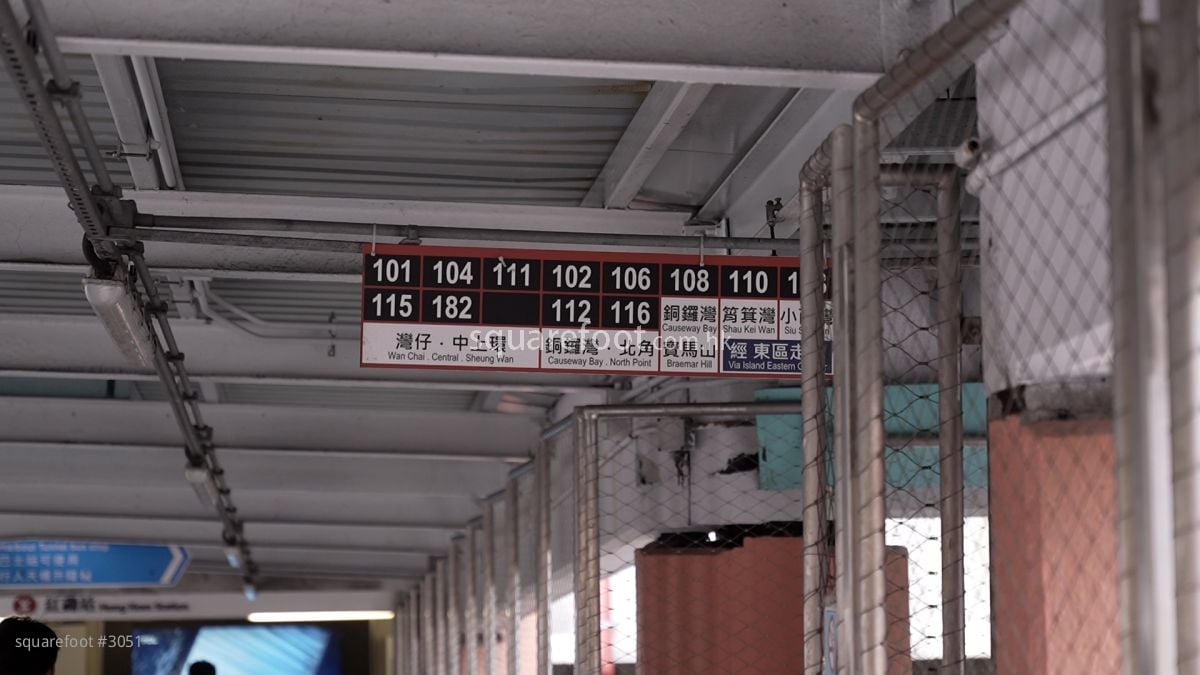 101 104 111 102 106 108 110
115 182 112 116 銅鑼灣 筲箕灣
Causeway Bay Shau Kei Wan
灣仔．中 上環 銅鑼灣．北角 寶馬山 經 東區走
Wan Chai . Central . Sheung Wan Causeway Bay . North Point Braemar Hill Via Island Eastern
squarefoot.com.hk
紅磡站 Hung Hom Station
squarefoot #3051